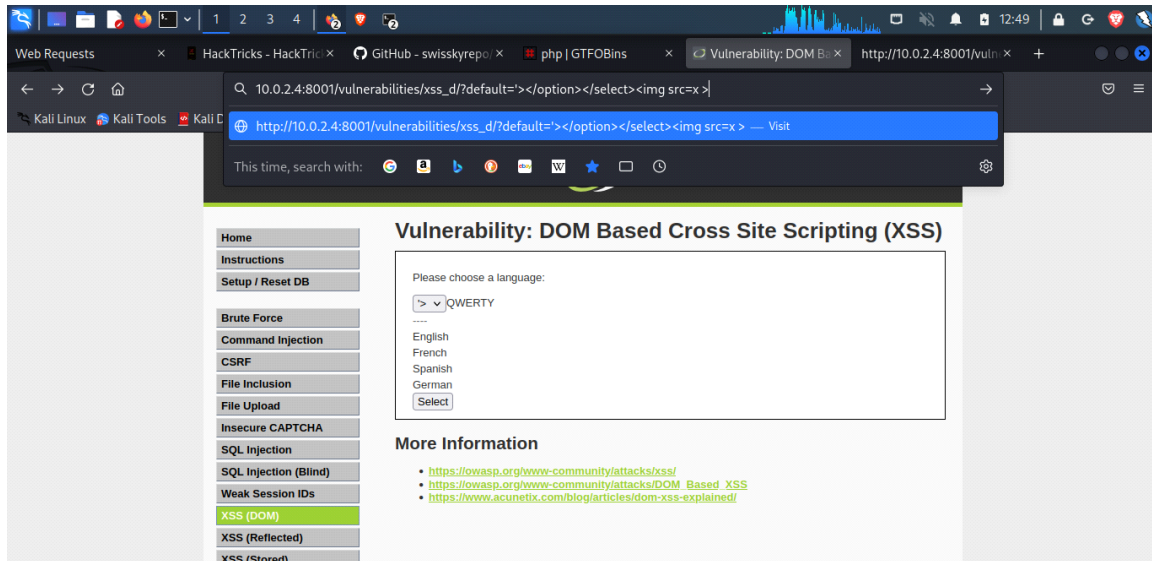 1 2 3 4 12:49
Web Requests HackTricks - HackTric GitHub - swisskyrepo/ php | GTFOBins Vulnerability: DOM Ba http://10.0.2.4:8001/vuln
10.0.2.4:8001/vulnerabilities/xss_d/?default='></option></select><img src=x >
Kali Linux Kali Tools Kali D
http://10.0.2.4:8001/vulnerabilities/xss_d/?default='></option></select><img src=x > — Visit
This time, search with:
Vulnerability: DOM Based Cross Site Scripting (XSS)
Home
Instructions
Setup / Reset DB
Brute Force
Command Injection
CSRF
File Inclusion
File Upload
Insecure CAPTCHA
SQL Injection
SQL Injection (Blind)
Weak Session IDs
XSS (DOM)
XSS (Reflected)
XSS (Stored)
Please choose a language:
'> QWERTY
----
English
French
Spanish
German
Select
More Information
https://owasp.org/www-community/attacks/xss/
https://owasp.org/www-community/attacks/DOM_Based_XSS
https://www.acunetix.com/blog/articles/dom-xss-explained/